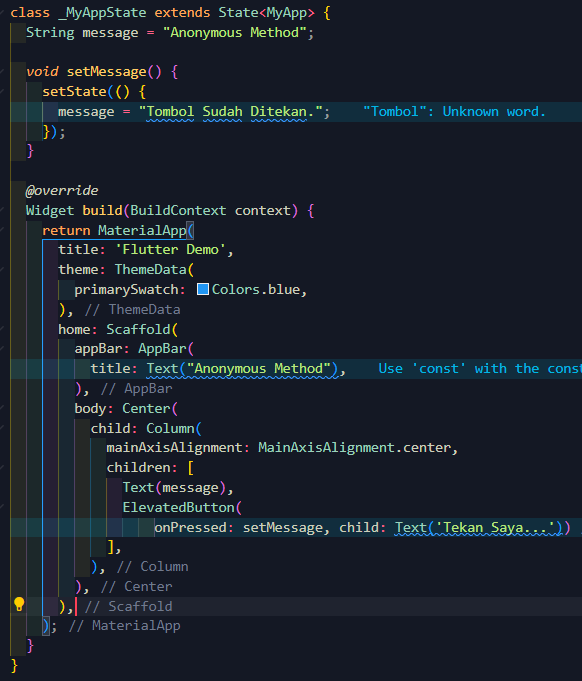 class _MyAppState extends State<MyApp> {
String message = "Anonymous Method";
void setMessage() {
setState(() {
message = "Tombol Sudah Ditekan."; "Tombol": Unknown word.
});
}
@override
Widget build(BuildContext context) {
return MaterialApp(
title: 'Flutter Demo',
theme: ThemeData(
primarySwatch: Colors.blue,
), // ThemeData
home: Scaffold(
appBar: AppBar(
title: Text("Anonymous Method"), Use 'const' with the const
), // AppBar
body: Center(
child: Column(
mainAxisAlignment: MainAxisAlignment.center,
children: [
Text(message),
ElevatedButton(
onPressed: setMessage, child: Text('Tekan Saya...'))
],
), // Column
), // Center
), // Scaffold
); // MaterialApp
}
}